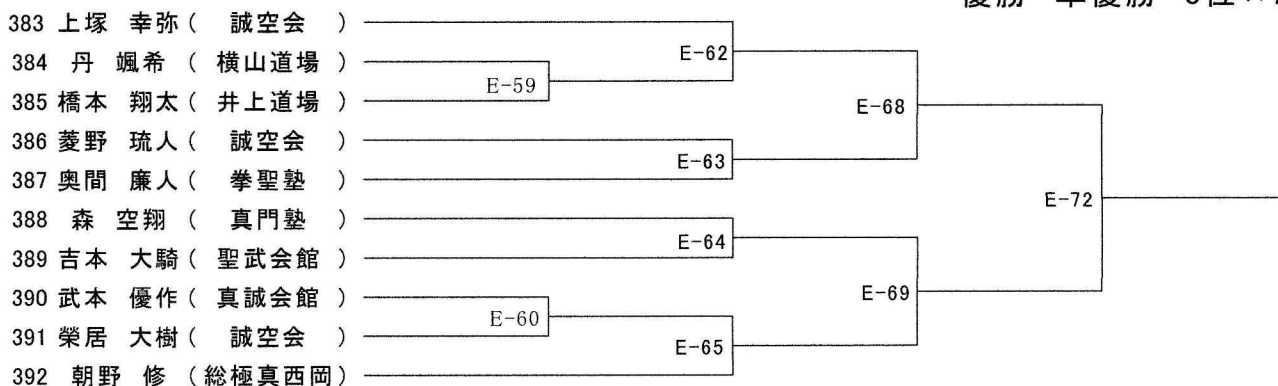 優勝 準優勝 3位
383 上塚 幸弥 ( 誠空会 )
384 丹 颯希 ( 横山道場 )
385 橋本 翔太 ( 井上道場 )
386 菱野 琉人 ( 誠空会 )
387 奥間 廉人 ( 拳聖塾 )
388 森 空翔 ( 真門塾 )
389 吉本 大騎 ( 聖武会館 )
390 武本 優作 ( 真誠会館 )
391 榮居 大樹 ( 誠空会 )
392 朝野 修 ( 総極真西岡 )
E-59
E-60
E-62
E-63
E-64
E-65
E-68
E-69
E-72